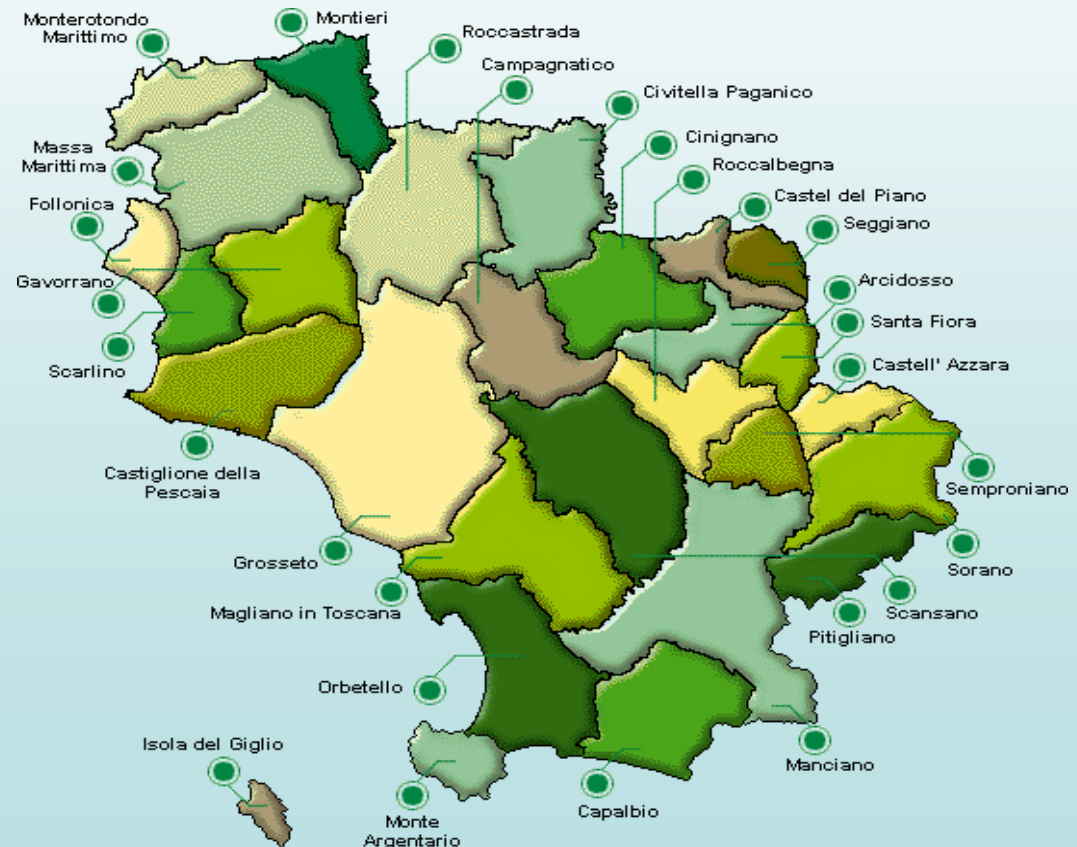 Monterotondo
Marittimo
Montieri
Roccastrada
Campagnatico
Civitella Paganico
Cinignano
Roccalbegna
Castel del Piano
Seggiano
Arcidosso
Santa Fiora
Castell' Azzara
Massa
Marittima
Follonica
Gavorrano
Scarlino
Castiglione della
Pescaia
Grosseto
Magliano in Toscana
Semproniano
Sorano
Scansano
Pitigliano
Orbetello
Manciano
Isola del Giglio
Monte
Argentario
Capalbio